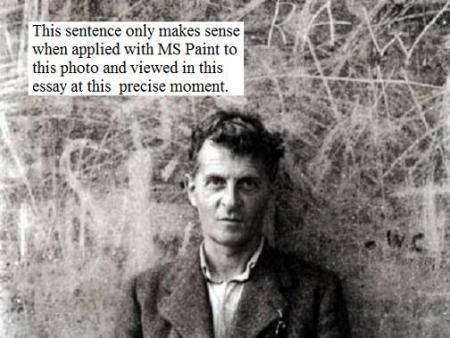 This sentence only makes sense
when applied with MS Paint to
this photo and viewed in this
essay at this precise moment.
W.C